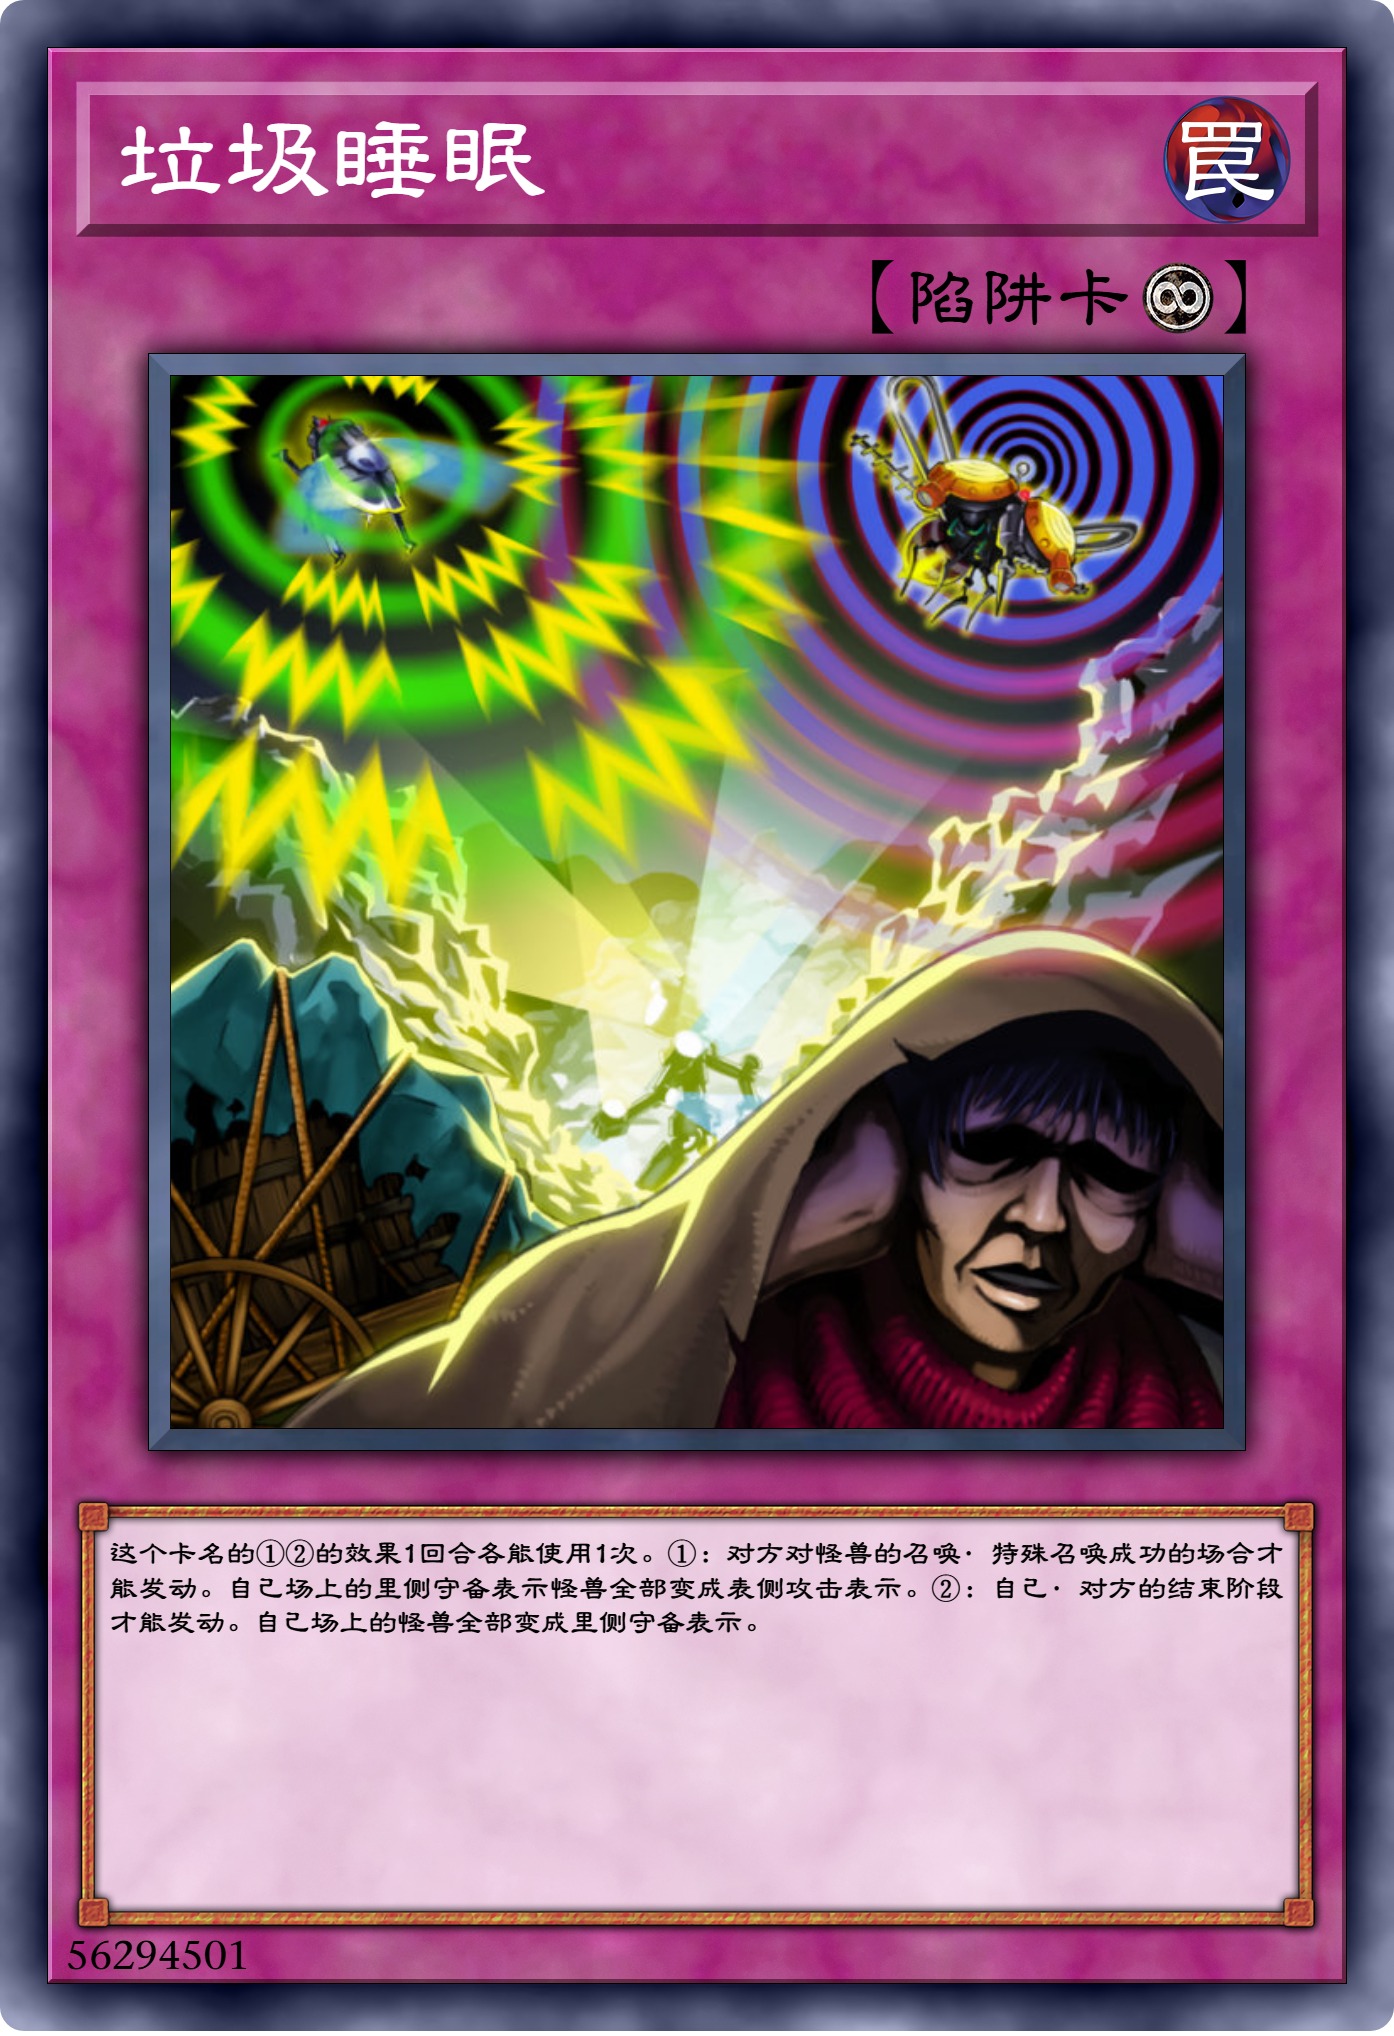 垃圾睡眠
罠
【陷阱卡】
这个卡名的①②的效果1回合各能使用1次。①：对方对怪兽的召唤·特殊召唤成功的场合才
能发动。自己场上的里侧守备表示怪兽全部变成表侧攻击表示。②：自己·对方的结束阶段
才能发动。自己场上的怪兽全部变成里侧守备表示。
56294501